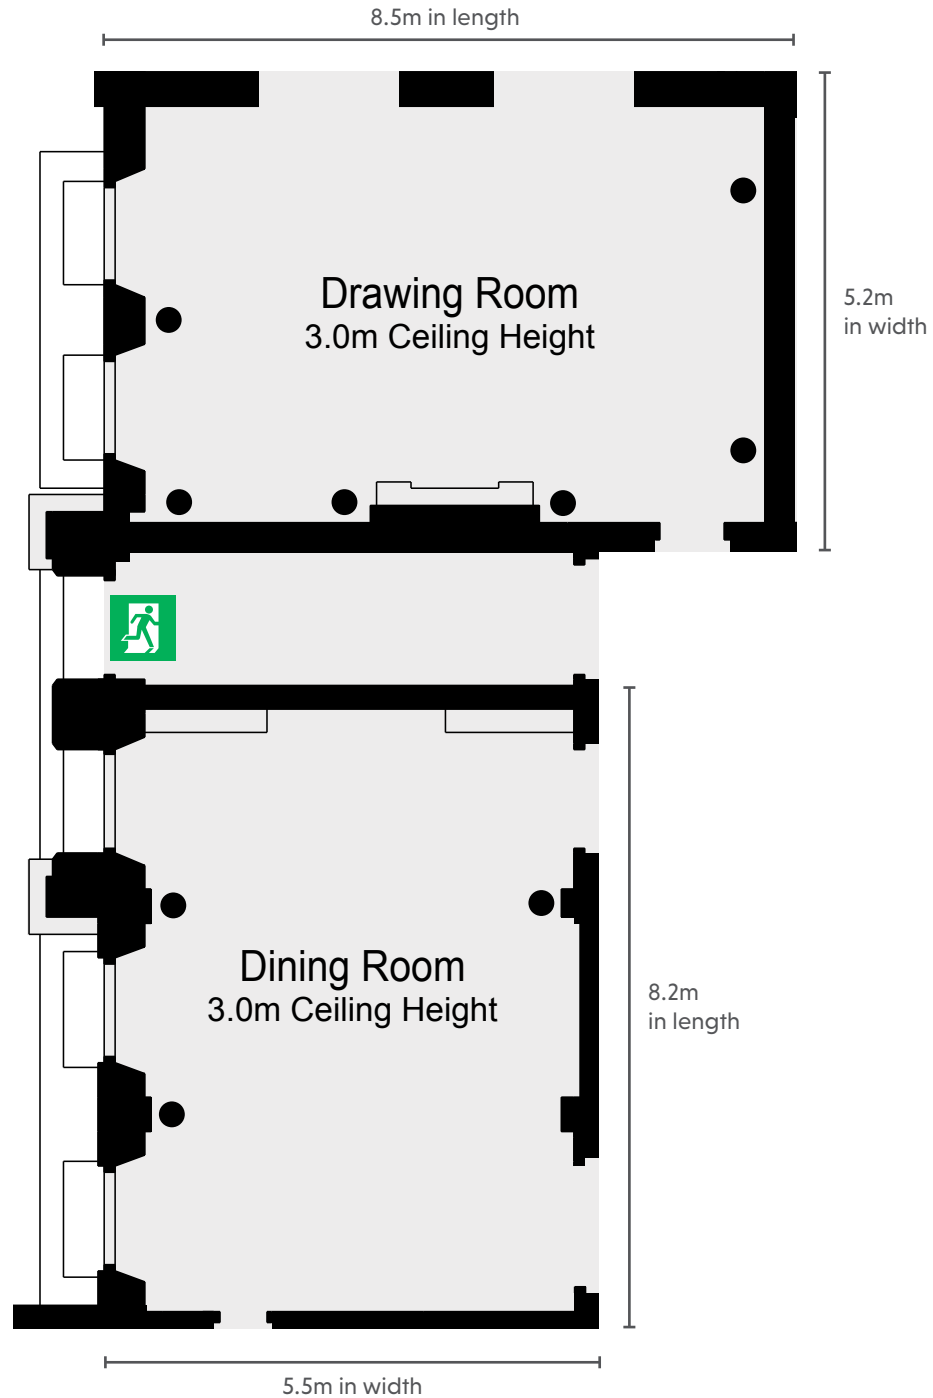 8.5m in length
Drawing Room
3.0m Ceiling Height
5.2m
in width
Dining Room
3.0m Ceiling Height
8.2m
in length
5.5m in width